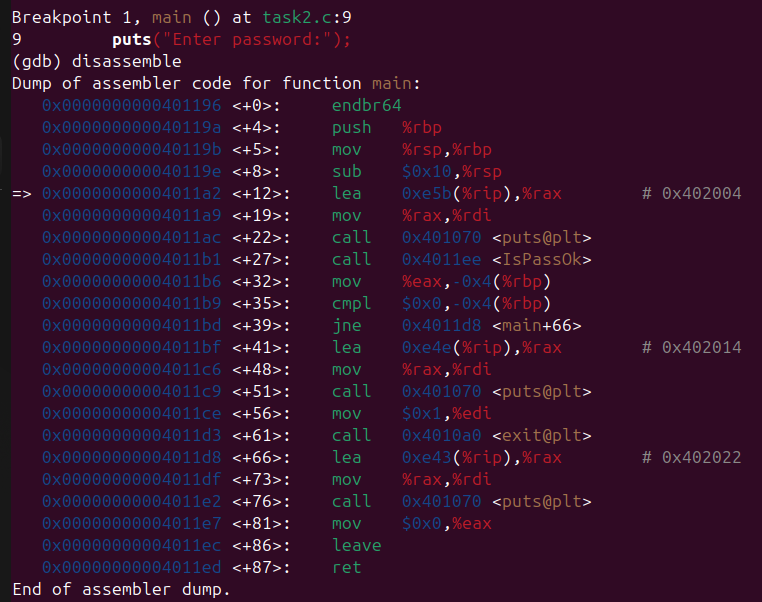 Breakpoint 1, main () at task2.c:9
9         puts("Enter password:");
(gdb) disassemble
Dump of assembler code for function main:
   0x0000000000401196 <+0>:     endbr64
   0x000000000040119a <+4>:     push   %rbp
   0x000000000040119b <+5>:     mov    %rsp,%rbp
   0x000000000040119e <+8>:     sub    $0x10,%rsp
=> 0x00000000004011a2 <+12>:    lea    0xe5b(%rip),%rax        # 0x402004
   0x00000000004011a9 <+19>:    mov    %rax,%rdi
   0x00000000004011ac <+22>:    call   0x401070 <puts@plt>
   0x00000000004011b1 <+27>:    call   0x4011ee <IsPassOk>
   0x00000000004011b6 <+32>:    mov    %eax,-0x4(%rbp)
   0x00000000004011b9 <+35>:    cmpl   $0x0,-0x4(%rbp)
   0x00000000004011bd <+39>:    jne    0x4011d8 <main+66>
   0x00000000004011bf <+41>:    lea    0xe4e(%rip),%rax        # 0x402014
   0x00000000004011c6 <+48>:    mov    %rax,%rdi
   0x00000000004011c9 <+51>:    call   0x401070 <puts@plt>
   0x00000000004011ce <+56>:    mov    $0x1,%edi
   0x00000000004011d3 <+61>:    call   0x4010a0 <exit@plt>
   0x00000000004011d8 <+66>:    lea    0xe43(%rip),%rax        # 0x402022
   0x00000000004011df <+73>:    mov    %rax,%rdi
   0x00000000004011e2 <+76>:    call   0x401070 <puts@plt>
   0x00000000004011e7 <+81>:    mov    $0x0,%eax
   0x00000000004011ec <+86>:    leave
   0x00000000004011ed <+87>:    ret
End of assembler dump.